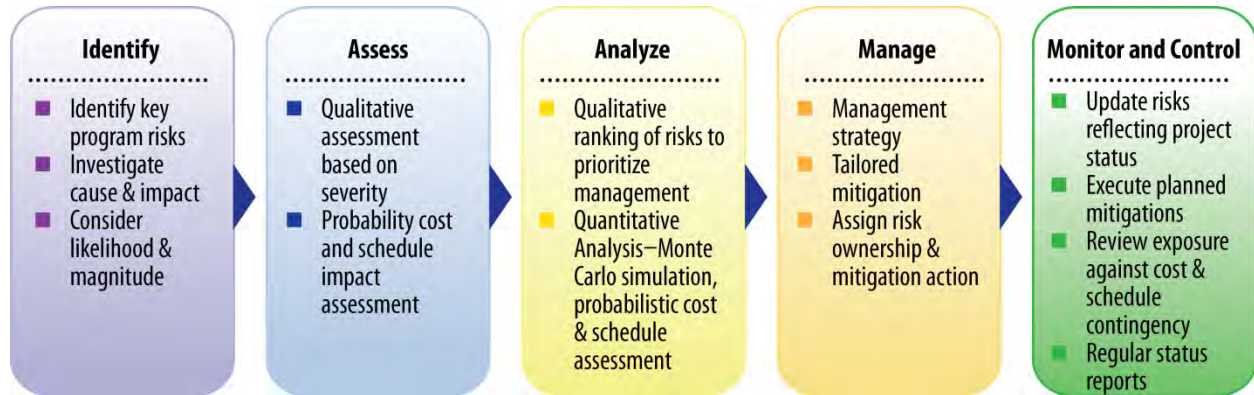 Identify
Identify key
program risks
Investigate
cause & impact
Consider
likelihood &
magnitude
Assess
Qualitative
assessment
based on
severity
Probability cost
and schedule
impact
assessment
Analyze
Qualitative
ranking of risks to
prioritize
management
Quantitative
Analysis–Monte
Carlo simulation,
probabilistic cost
& schedule
assessment
Manage
Management
strategy
Tailored
mitigation
Assign risk
ownership &
mitigation action
Monitor and Control
Update risks
reflecting project
status
Execute planned
mitigations
Review exposure
against cost &
schedule
contingency
Regular status
reports